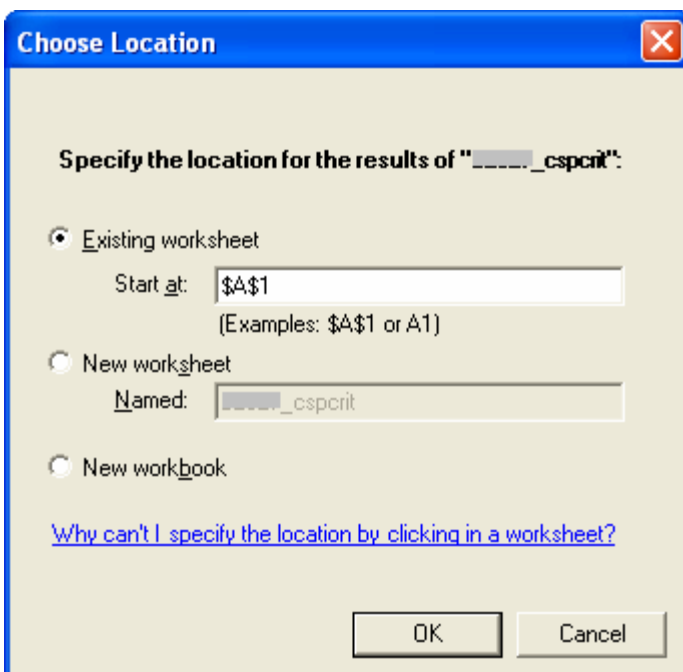 Choose Location
Specify the location for the results of "_cspcrit":
Existing worksheet
Start at: $A$1
(Examples: $A$1 or A1)
New worksheet
Named: _cspcrit
New workbook
Why can't I specify the location by clicking in a worksheet?
OK Cancel